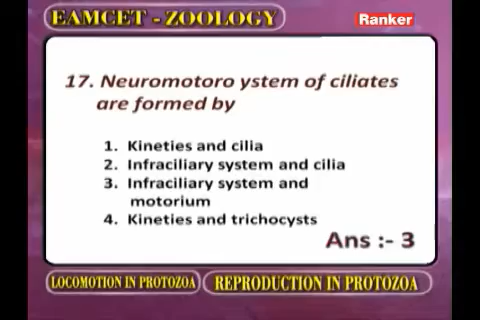 EAMCET - ZOOLOGY
Ranker
17. Neuromotoro ystem of ciliates
are formed by
1. Kineties and cilia
2. Infraciliary system and cilia
3. Infraciliary system and
motorium
4. Kineties and trichocysts
Ans :- 3
LOCOMOTION IN PROTOZOA
REPRODUCTION IN PROTOZOA